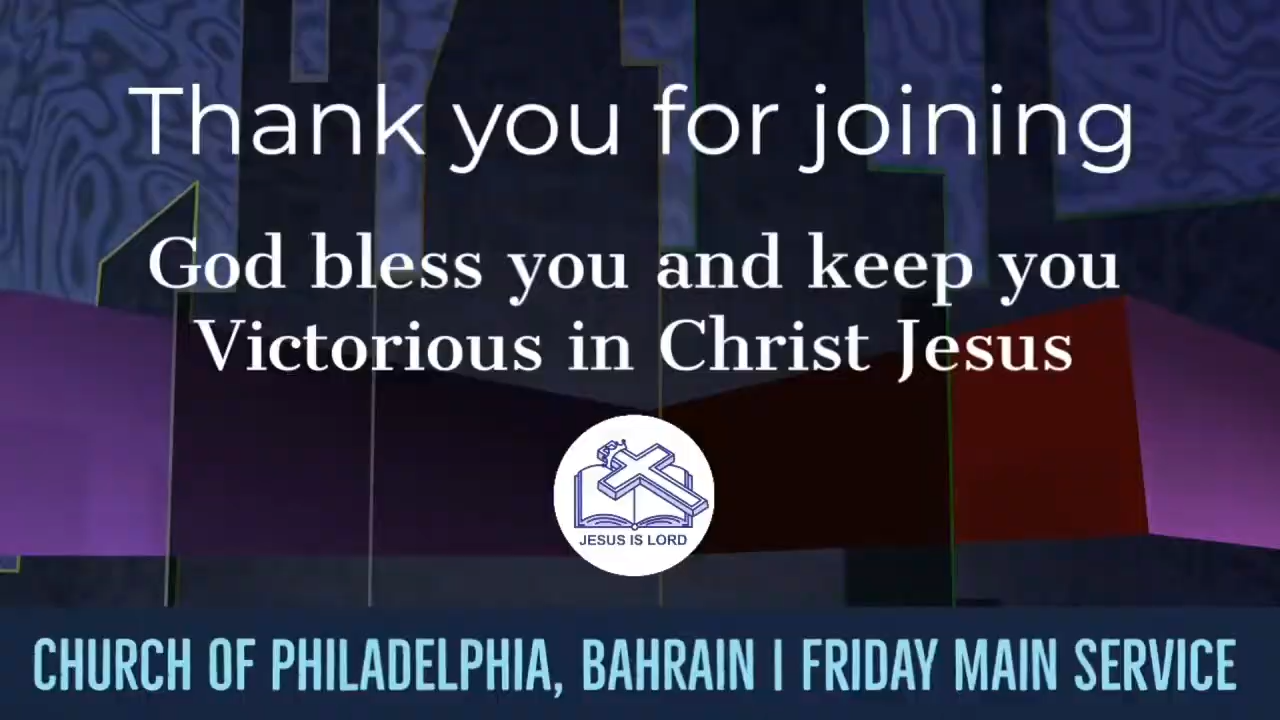 Thank you for joining
God bless you and keep you
Victorious in Christ Jesus
JESUS IS LORD
CHURCH OF PHILADELPHIA, BAHRAIN | FRIDAY MAIN SERVICE